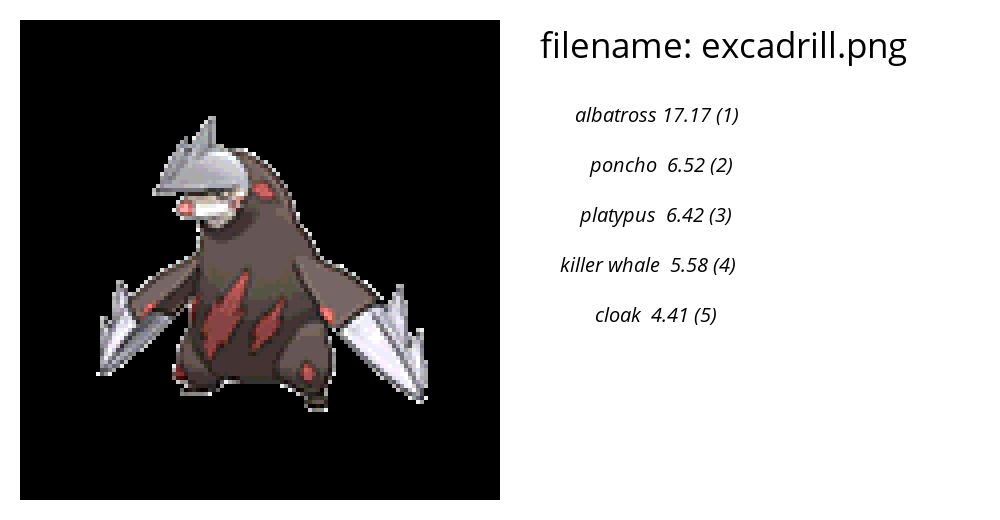 filename: excadrill.png
albatross 17.17 (1)
poncho 6.52 (2)
platypus 6.42 (3)
killer whale 5.58 (4)
cloak 4.41 (5)